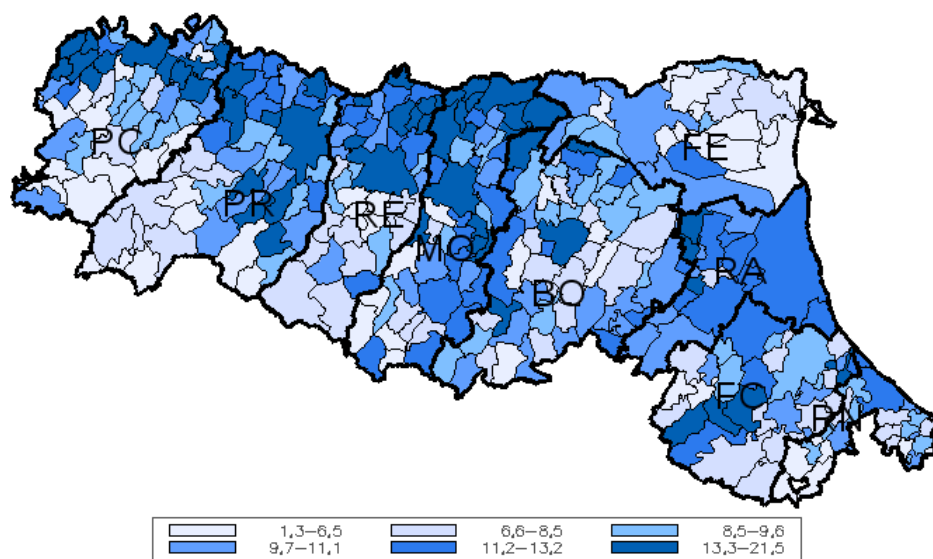 PC
FE
PR
RE
MO
RA
BO
FC
RN
1,3-6,5 6,6-8,5 8,5-9,6
9,7-11,1 11,2-13,2 13,3-21,5